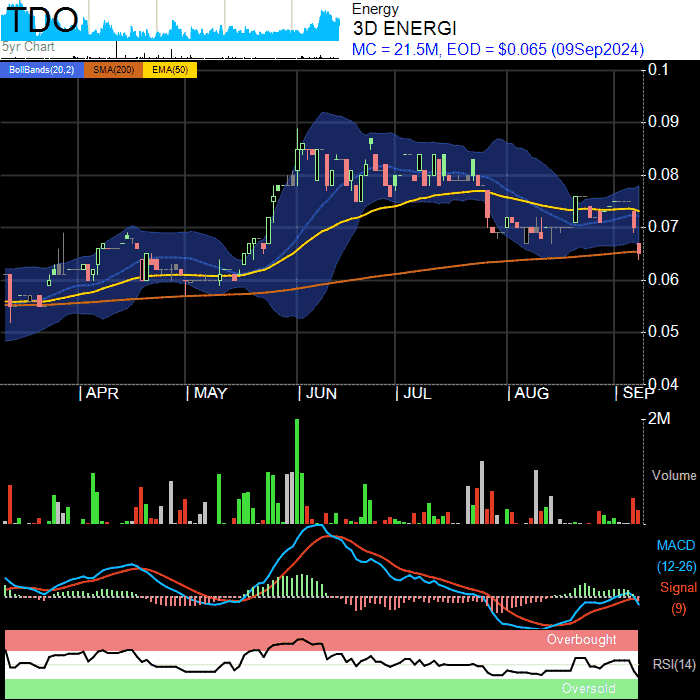 TDO
5yr Chart
Energy
3D ENERGI
MC = 21.5M, EOD = $0.065 (09Sep2024)
BollBands(20,2) SMA(200) EMA(50)
0.1
0.09
0.08
0.07
0.06
0.05
0.04
APR MAY JUN JUL AUG SEP
2M
Volume
MACD
(12-26)
Signal
(9)
Overbought
RSI(14)
Oversold